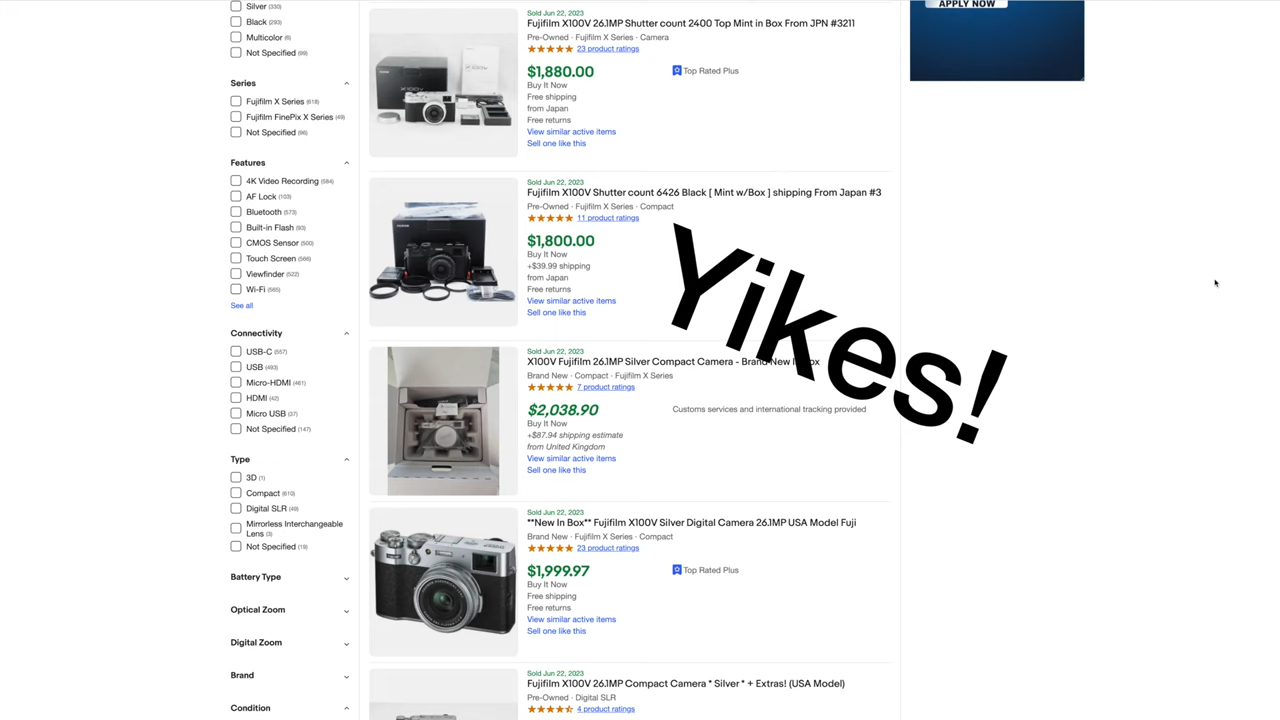 APPLY NOW
Silver (330)
Black (293)
Multicolor (6)
Not Specified (99)
Series
Fujifilm X Series (618)
Fujifilm FinePix X Series (49)
Not Specified (96)
Features
4K Video Recording (584)
AF Lock (103)
Bluetooth (573)
Built-in Flash (93)
CMOS Sensor (500)
Touch Screen (566)
Viewfinder (522)
Wi-Fi (565)
See all
Connectivity
USB-C (557)
USB (493)
Micro-HDMI (461)
HDMI (42)
Micro USB (37)
Not Specified (147)
Type
3D (1)
Compact (610)
Digital SLR (49)
Mirrorless Interchangeable
Lens (3)
Not Specified (19)
Battery Type
Optical Zoom
Digital Zoom
Brand
Condition
Sold Jun 22, 2023
Fujifilm X100V 26.1MP Shutter count 2400 Top Mint in Box From JPN #3211
Pre-Owned · Fujifilm X Series · Camera
23 product ratings
$1,880.00
Top Rated Plus
Buy It Now
Free shipping
from Japan
Free returns
View similar active items
Sell one like this
Sold Jun 22, 2023
Fujifilm X100V Shutter count 6426 Black [ Mint w/Box ] shipping From Japan #3
Pre-Owned · Fujifilm X Series · Compact
11 product ratings
$1,800.00
Buy It Now
+$39.99 shipping
from Japan
Free returns
View similar active items
Sell one like this
Yikes!
Sold Jun 22, 2023
X100V Fujifilm 26.1MP Silver Compact Camera - Brand New In Box
Brand New · Compact · Fujifilm X Series
7 product ratings
$2,038.90
Customs services and international tracking provided
Buy It Now
+$87.94 shipping estimate
from United Kingdom
View similar active items
Sell one like this
Sold Jun 22, 2023
**New In Box** Fujifilm X100V Silver Digital Camera 26.1MP USA Model Fuji
Brand New · Fujifilm X Series · Compact
23 product ratings
$1,999.97
Top Rated Plus
Buy It Now
Free shipping
Free returns
View similar active items
Sell one like this
Sold Jun 22, 2023
Fujifilm X100V 26.1MP Compact Camera * Silver * + Extras! (USA Model)
Pre-Owned · Digital SLR
4 product ratings